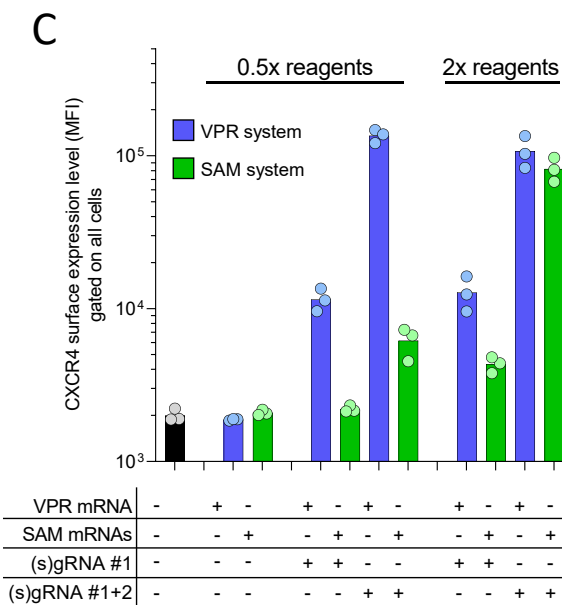 C
0.5x reagents 2x reagents
VPR system
SAM system
CXCR4 surface expression level (MFI)
gated on all cells
10⁵
10⁴
10³
VPR mRNA - + - + - + - + - + -
SAM mRNAs - - + - + - + - + - +
(s)gRNA #1 - - - + + - - + + - -
(s)gRNA #1+2 - - - - - + + - - + +